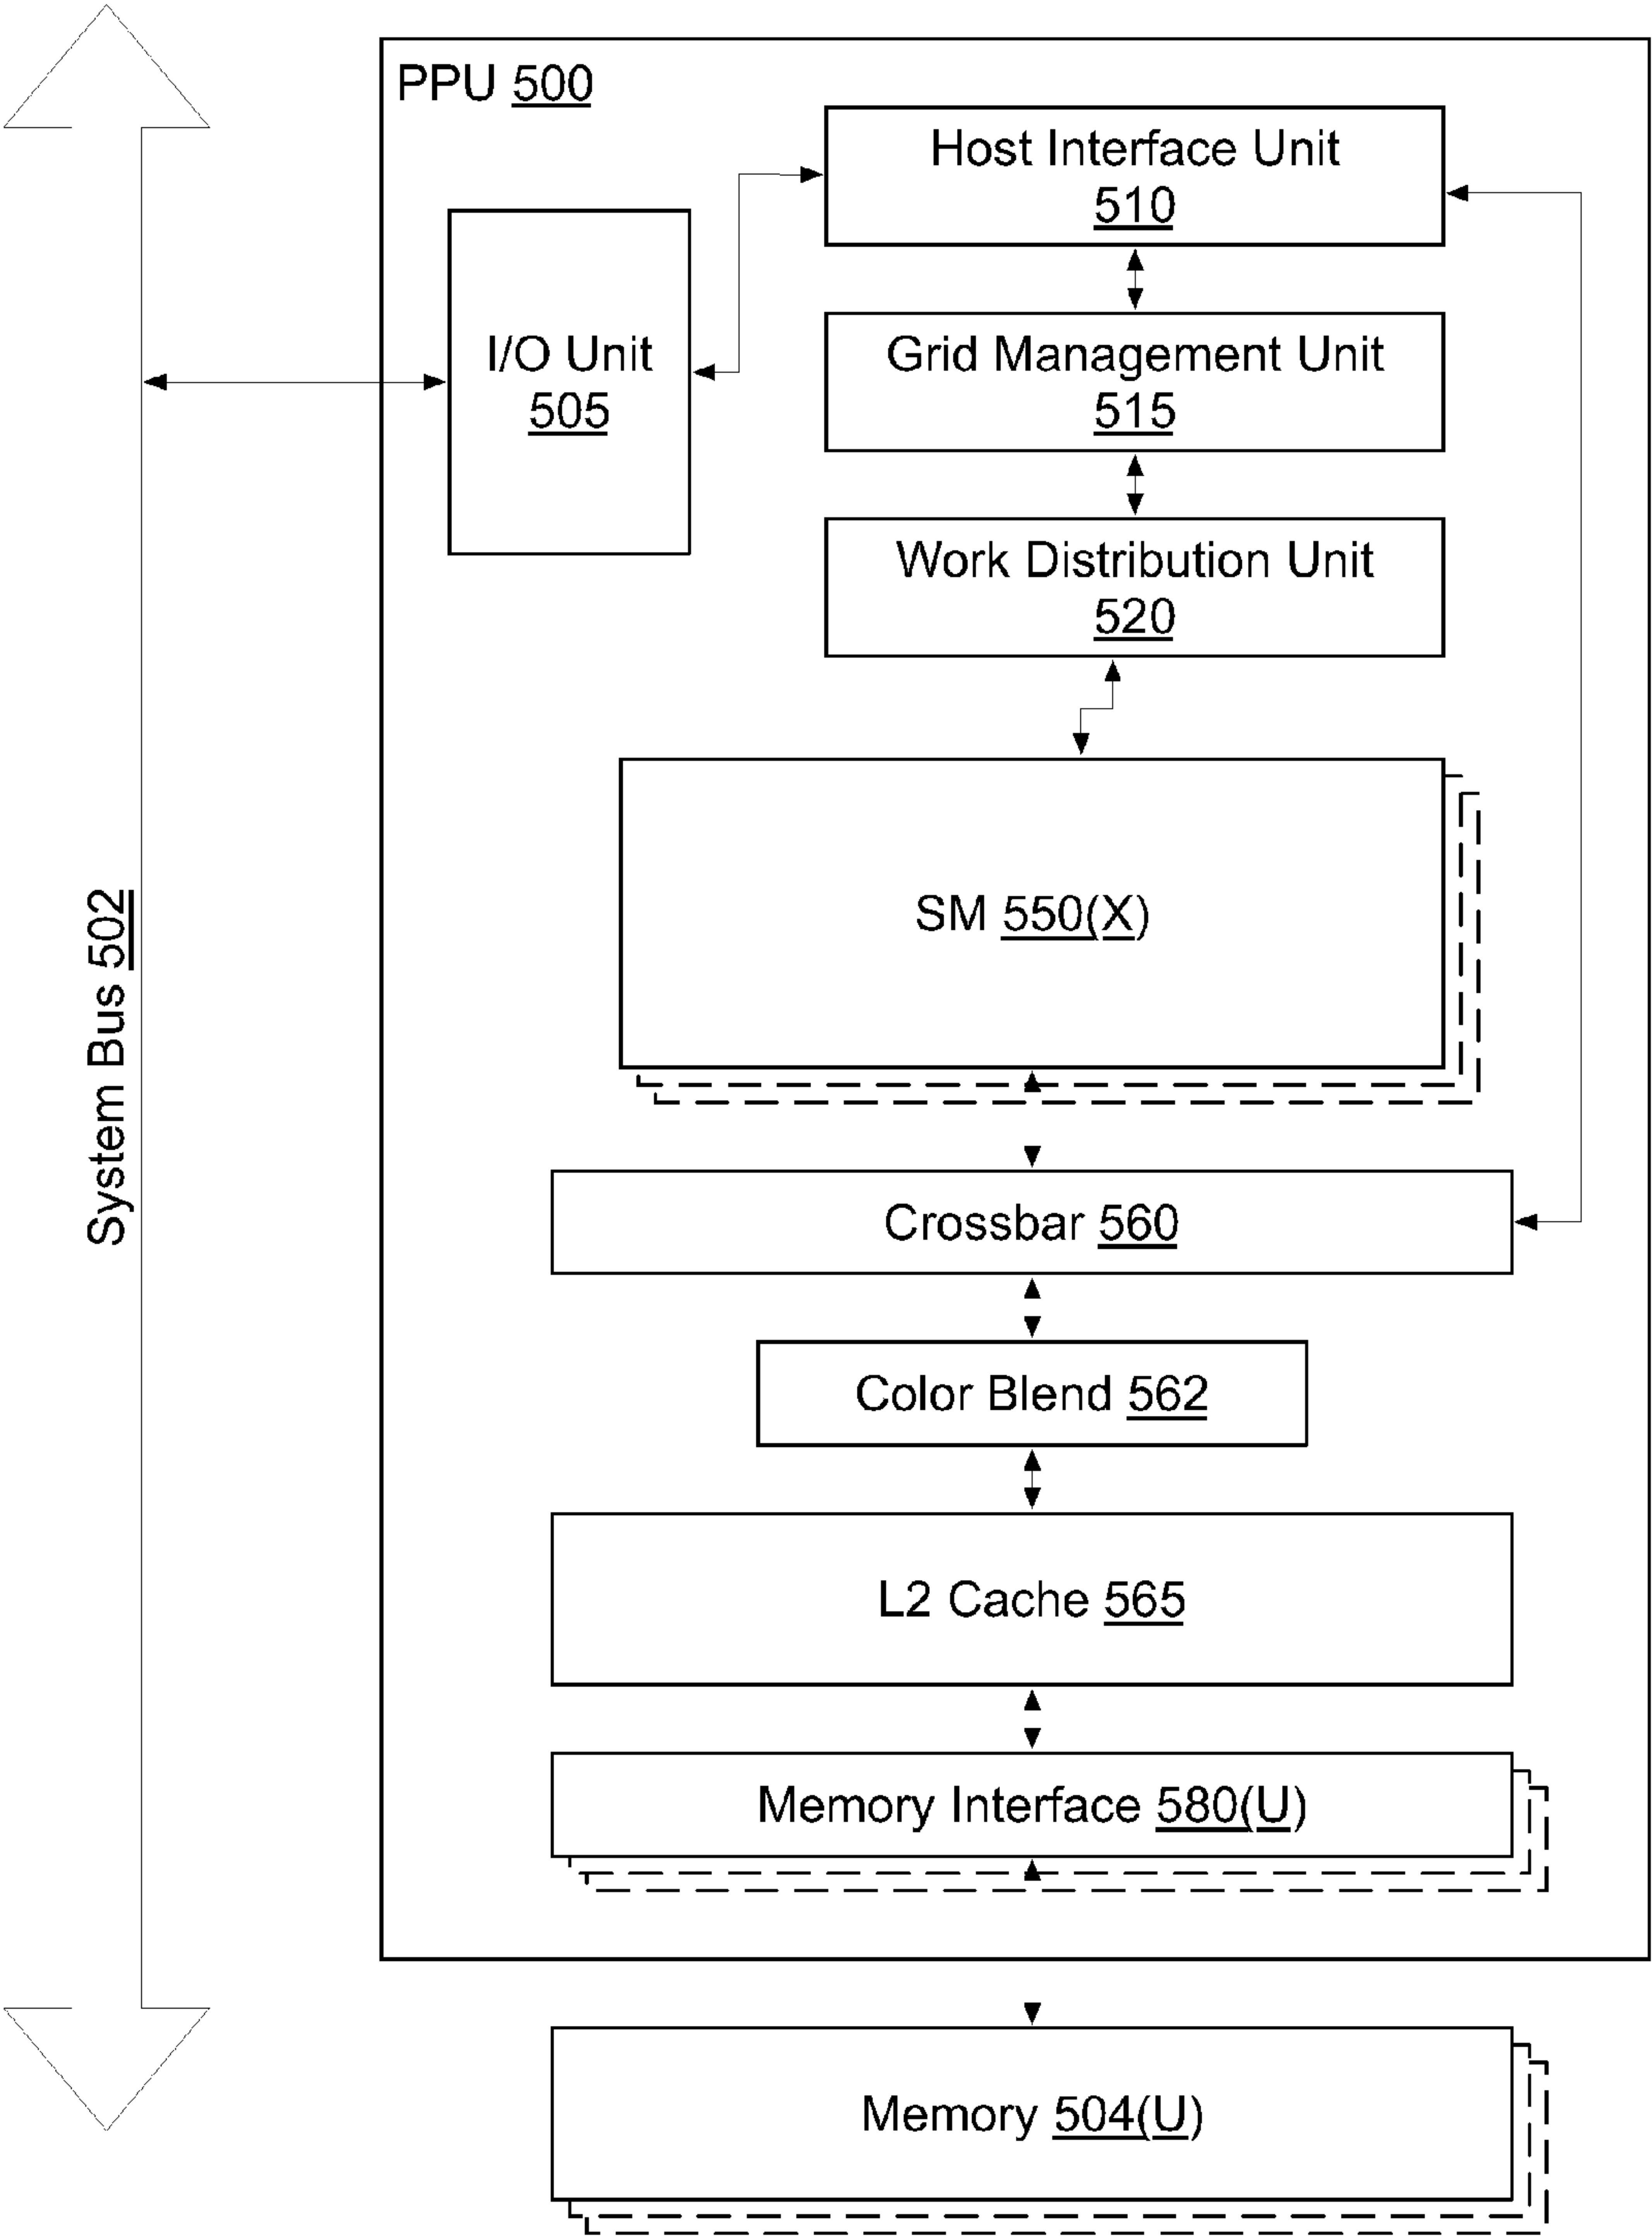 PPU 500
Host Interface Unit
510
I/O Unit
505
Grid Management Unit
515
Work Distribution Unit
520
SM 550(X)
System Bus 502
Crossbar 560
Color Blend 562
L2 Cache 565
Memory Interface 580(U)
Memory 504(U)